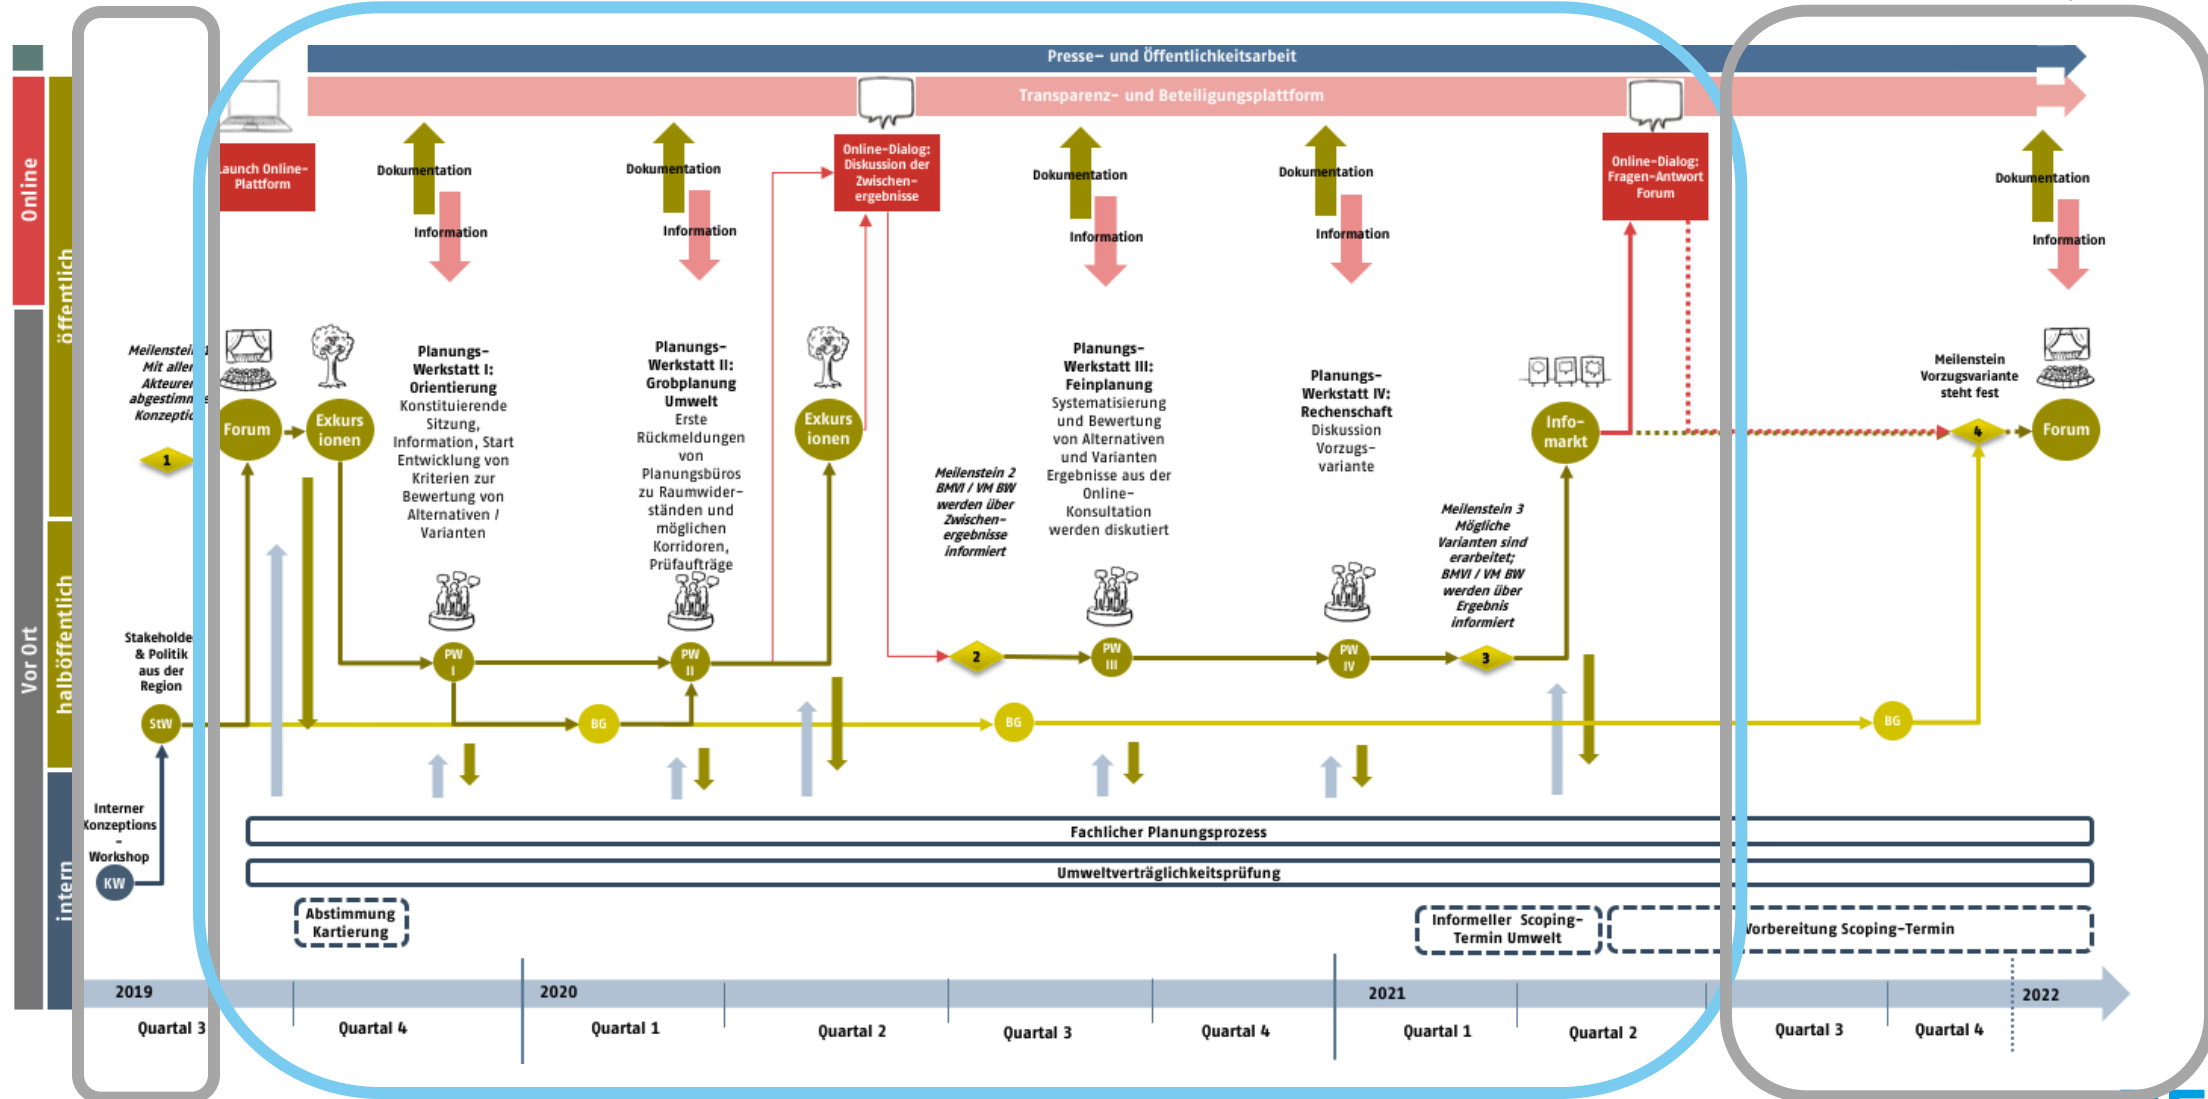 Presse- und Öffentlichkeitsarbeit
Transparenz- und Beteiligungsplattform
Online
Vor Ort
öffentlich
halböffentlich
intern
Launch Online-
Plattform
Dokumentation
Information
Dokumentation
Information
Online-Dialog:
Diskussion der
Zwischen-
ergebnisse
Dokumentation
Information
Dokumentation
Information
Online-Dialog:
Fragen-Antwort
Forum
Dokumentation
Information
Meilenstein 1
Mit allen
Akteuren
abgestimmte
Konzeption
1
Forum
Exkurs
ionen
Planungs-
Werkstatt I:
Orientierung
Konstituierende
Sitzung,
Information, Start
Entwicklung von
Kriterien zur
Bewertung von
Alternativen /
Varianten
Planungs-
Werkstatt II:
Grobplanung
Umwelt
Erste
Rückmeldungen
von
Planungsbüros
zu Raumwider-
ständen und
möglichen
Korridoren,
Prüfaufträge
Exkurs
ionen
Meilenstein 2
BMVI / VM BW
werden über
Zwischen-
ergebnisse
informiert
Planungs-
Werkstatt III:
Feinplanung
Systematisierung
und Bewertung
von Alternativen
und Varianten
Ergebnisse aus der
Online-
Konsultation
werden diskutiert
Planungs-
Werkstatt IV:
Rechenschaft
Diskussion
Vorzugs-
variante
Meilenstein 3
Mögliche
Varianten sind
erarbeitet;
BMVI / VM BW
werden über
Ergebnis
informiert
Info-
markt
Meilenstein
Vorzugsvariante
steht fest
4
Forum
Stakeholde
& Politik
aus der
Region
StW
PW
I
PW
II
2
PW
III
PW
IV
3
BG
BG
BG
Interner
Konzeptions
-
Workshop
KW
Fachlicher Planungsprozess
Umweltverträglichkeitsprüfung
Abstimmung
Kartierung
Informeller Scoping-
Termin Umwelt
Vorbereitung Scoping-Termin
2019
2020
2021
2022
Quartal 3
Quartal 4
Quartal 1
Quartal 2
Quartal 3
Quartal 4
Quartal 1
Quartal 2
Quartal 3
Quartal 4